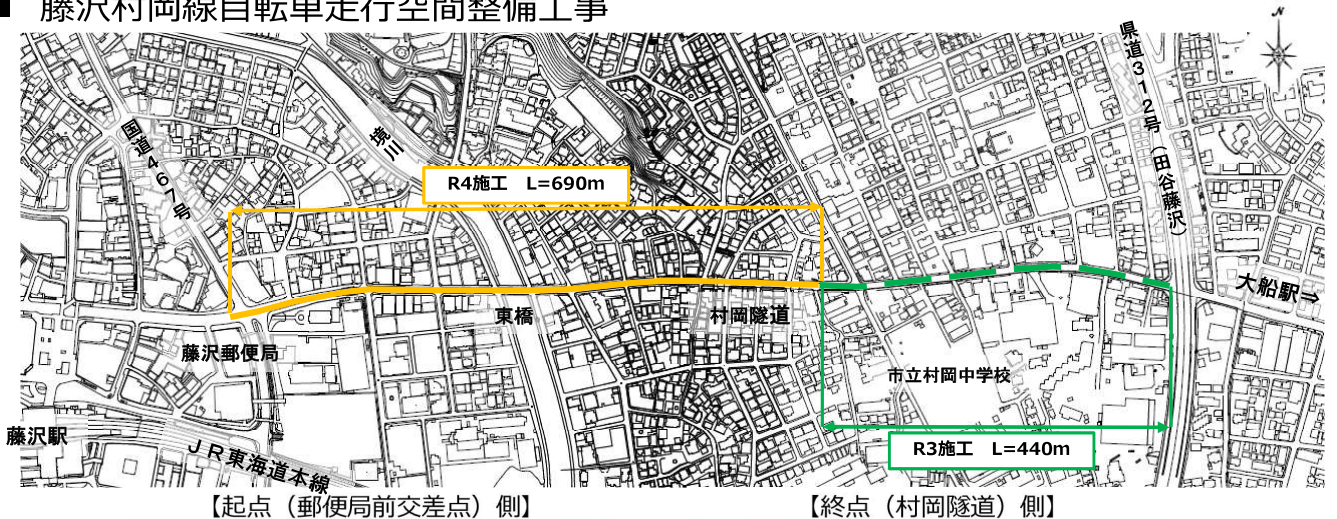 藤沢村岡線自転車走行空間整備工事
N
県道312号(田谷藤沢)
国道467号
境川
R4施工 L=690m
大船駅⇒
東橋
村岡隧道
藤沢郵便局
市立村岡中学校
藤沢駅
JR東海道本線
R3施工 L=440m
【起点(郵便局前交差点)側】
【終点(村岡隧道)側】